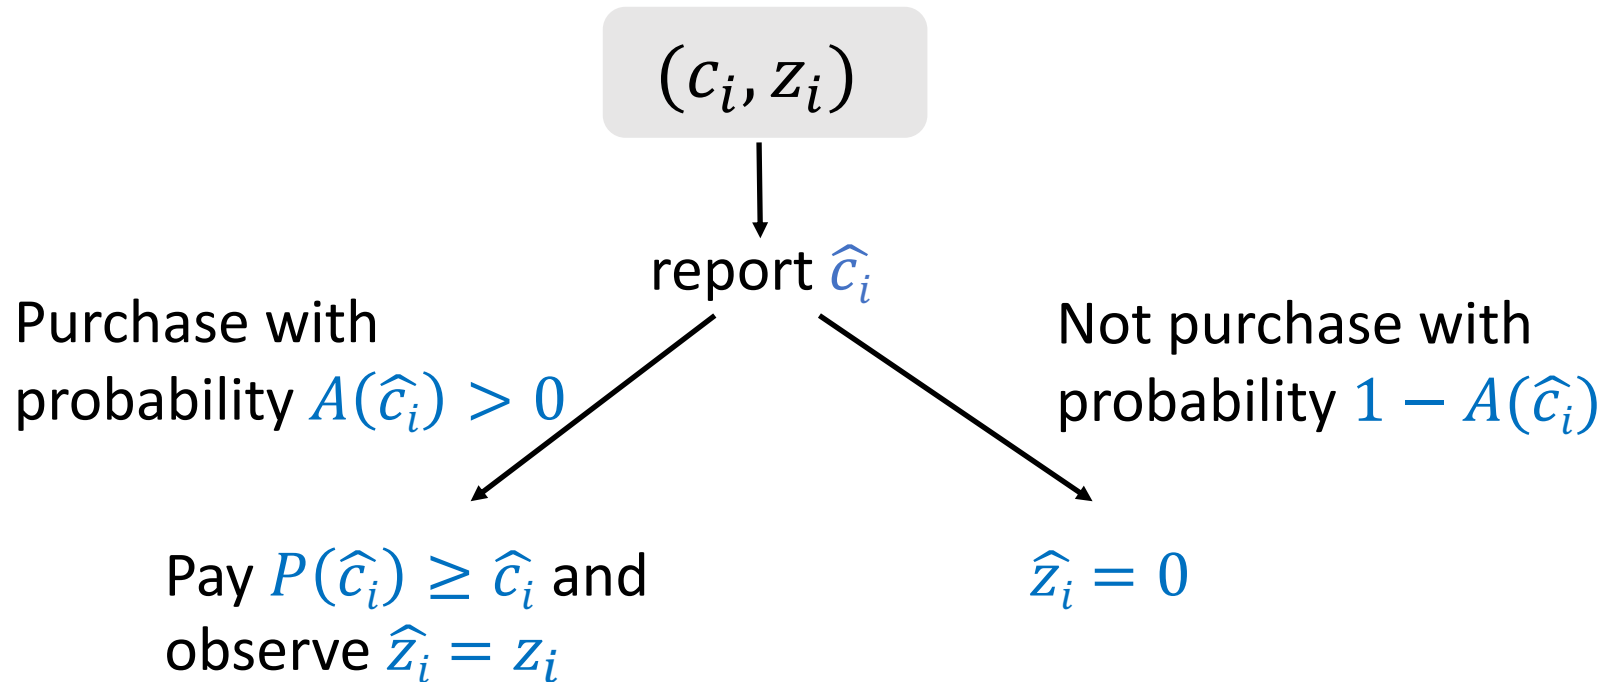 (c_i, z_i)
report ĉ_i
Purchase with
probability A(ĉ_i) > 0
Not purchase with
probability 1 − A(ĉ_i)
Pay P(ĉ_i) ≥ ĉ_i and
observe ẑ_i = z_i
ẑ_i = 0